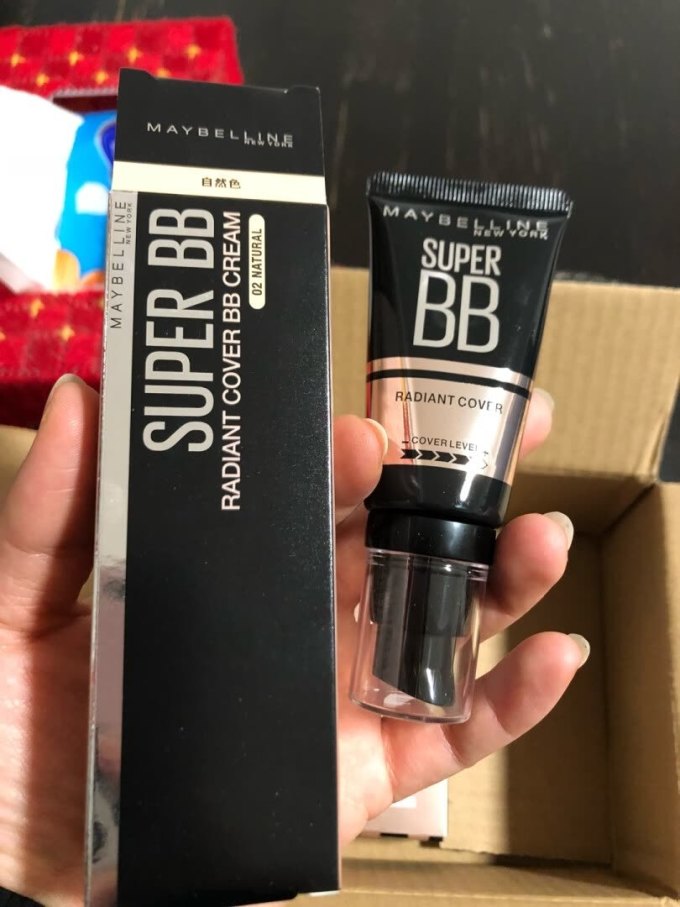 MAYBELLINE
NEW YORK
自然色
MAYBELLINE
NEW YORK
SUPER BB
RADIANT COVER BB CREAM
02 NATURAL
MAYBELLINE
NEW YORK
SUPER
BB
RADIANT COVER
- COVER LEVEL +